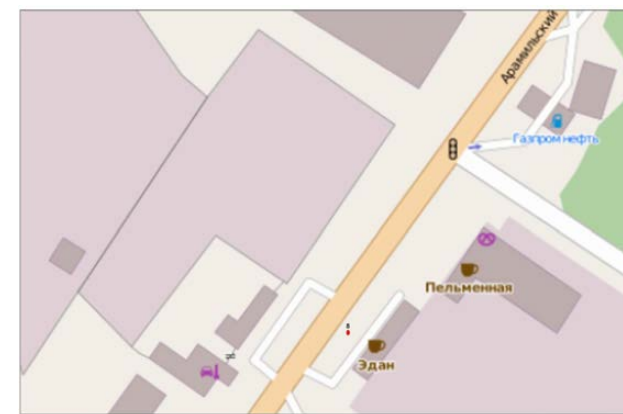 Арамильский
Газпром нефть
Пельменная
Эдан